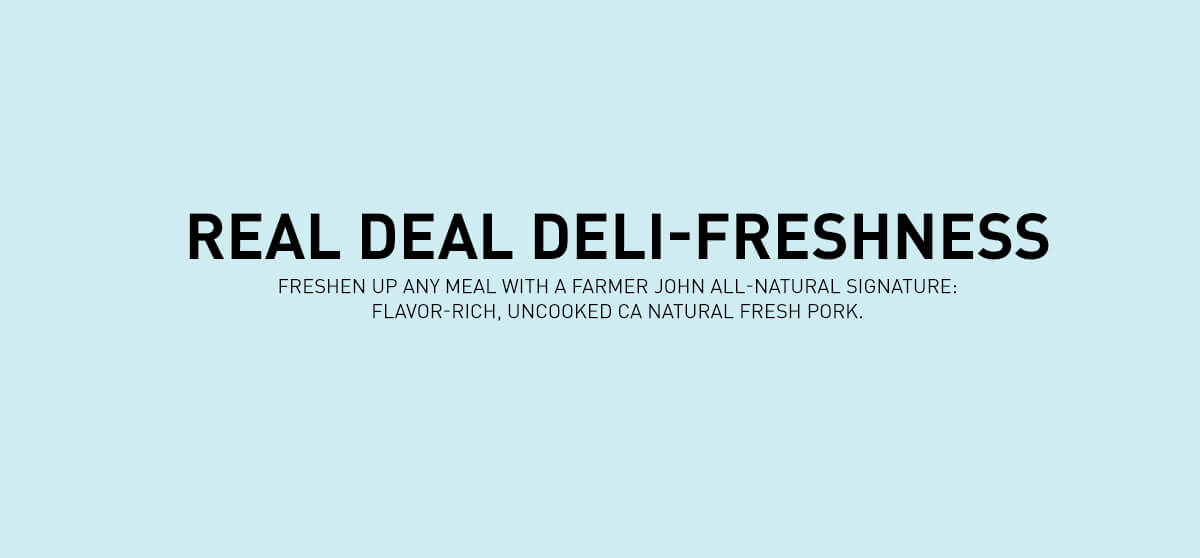 REAL DEAL DELI-FRESHNESS
FRESHEN UP ANY MEAL WITH A FARMER JOHN ALL-NATURAL SIGNATURE:
FLAVOR-RICH, UNCOOKED CA NATURAL FRESH PORK.